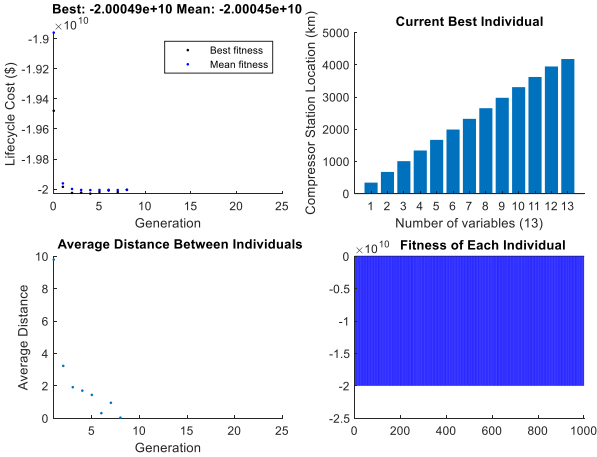 Best: -2.00049e+10 Mean: -2.00045e+10
×10^10
-1.9
-1.92
-1.94
-1.96
-1.98
-2
Lifecycle Cost ($)
Best fitness
Mean fitness
0 5 10 15 20 25
Generation
Current Best Individual
5000
4000
3000
2000
1000
0
Compressor Station Location (km)
1 2 3 4 5 6 7 8 9 10 11 12 13
Number of variables (13)
Average Distance Between Individuals
10
8
6
4
2
0
Average Distance
5 10 15 20 25
Generation
×10^10
Fitness of Each Individual
0
-0.5
-1
-1.5
-2
-2.5
0 200 400 600 800 1000